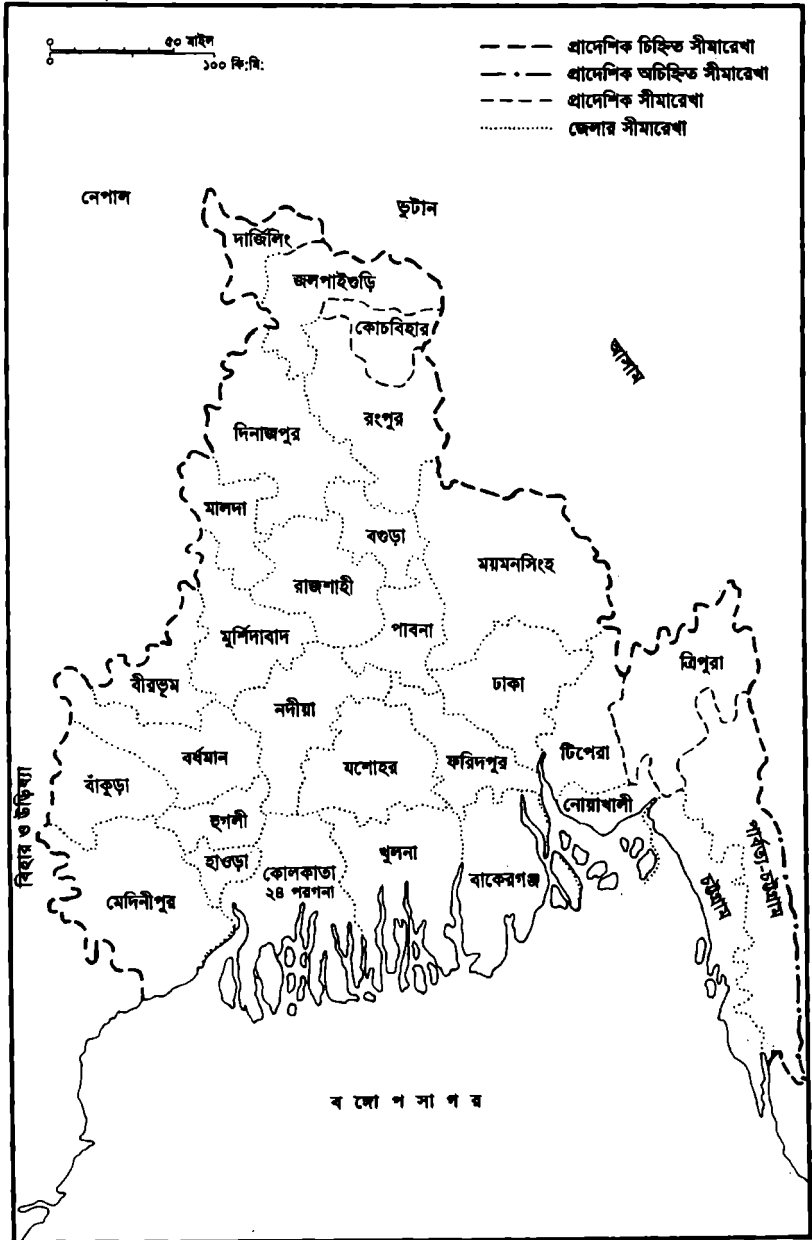 ৫০ মাইল
১০০ কি:মি:
প্রাদেশিক চিহ্নিত সীমারেখা
প্রাদেশিক অচিহ্নিত সীমারেখা
প্রাদেশিক সীমারেখা
জেলার সীমারেখা
নেপাল
ভুটান
দার্জিলিং
জলপাইগুড়ি
কোচবিহার
আসাম
রংপুর
দিনাজপুর
মালদা
বগুড়া
ময়মনসিংহ
রাজশাহী
মুর্শিদাবাদ
পাবনা
ত্রিপুরা
বীরভূম
ঢাকা
নদীয়া
বর্ধমান
যশোহর
ফরিদপুর
টিপেরা
বাঁকুড়া
নোয়াখালী
হুগলী
বিহার ও উড়িষ্যা
হাওড়া
কোলকাতা
২৪ পরগনা
খুলনা
বাকেরগঞ্জ
মেদিনীপুর
চট্টগ্রাম
পার্বত্য-চট্টগ্রাম
ব ঙ্গো প সা গ র